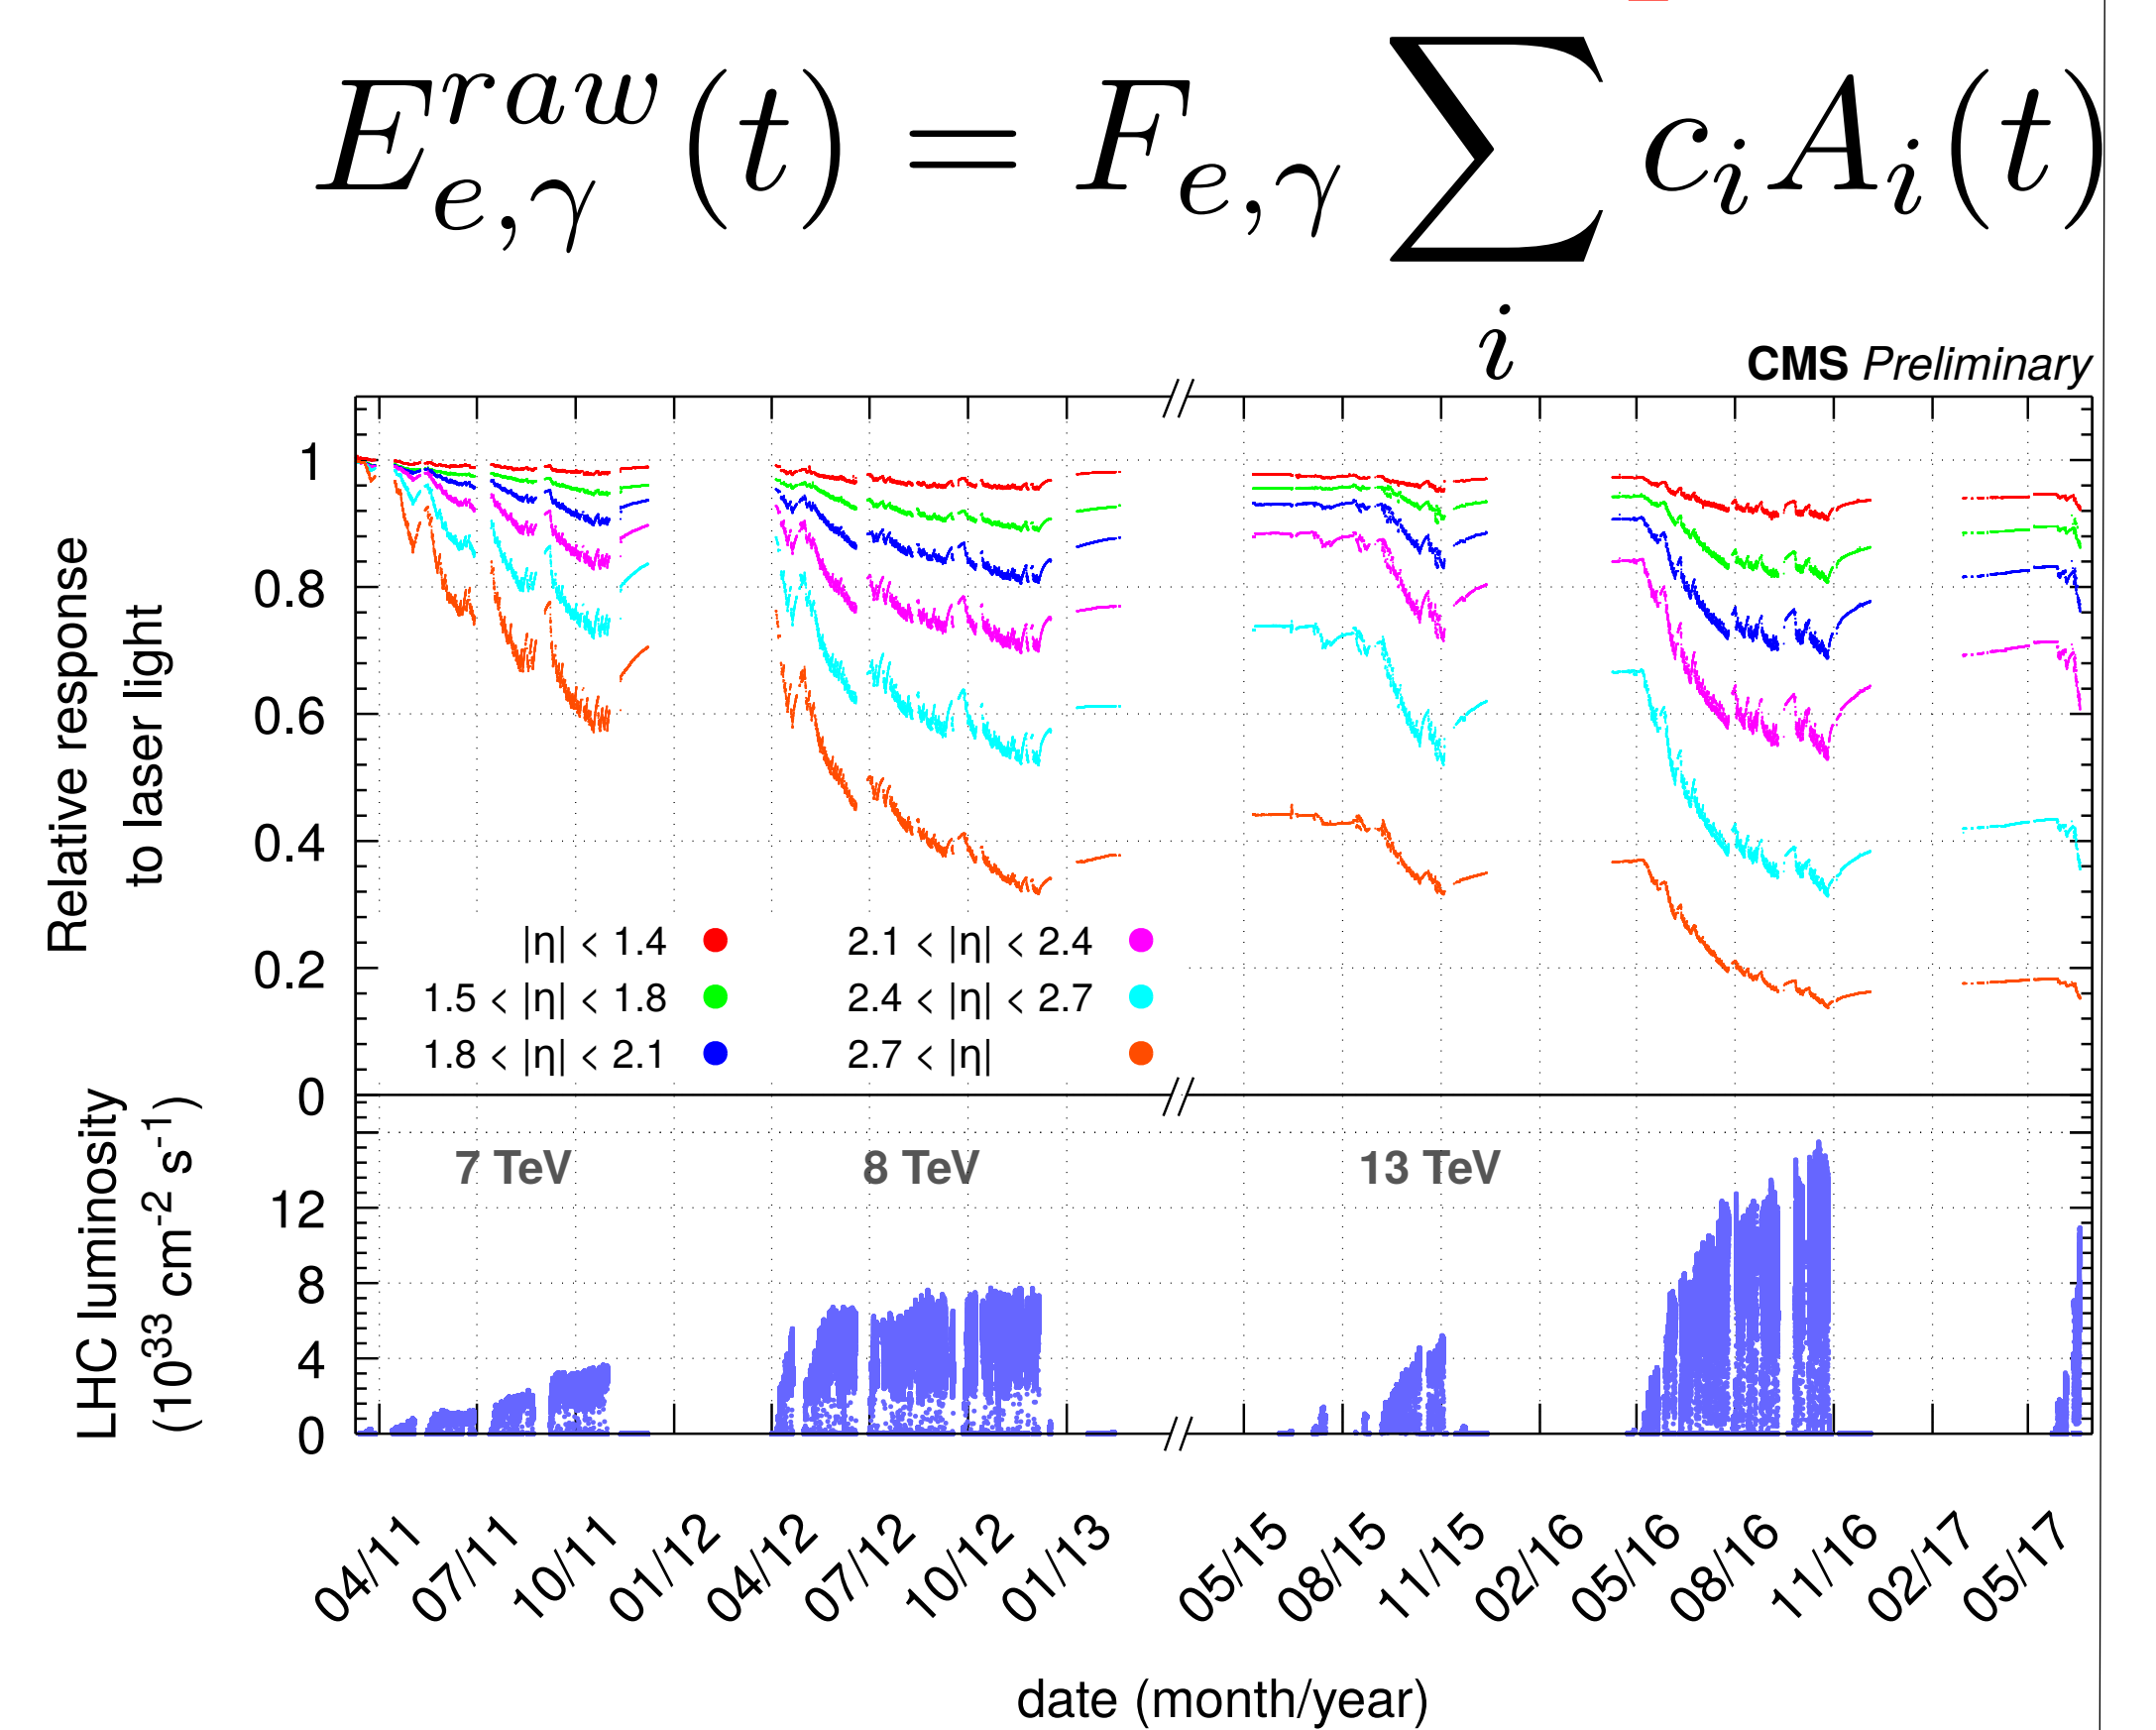 E^{raw}_{e,γ}(t) = F_{e,γ} ∑_i c_i A_i(t)
CMS Preliminary
Relative response
to laser light
1
0.8
0.6
0.4
0.2
0
|η| < 1.4
1.5 < |η| < 1.8
1.8 < |η| < 2.1
2.1 < |η| < 2.4
2.4 < |η| < 2.7
2.7 < |η|
LHC luminosity
(10^{33} cm^{-2} s^{-1})
7 TeV
8 TeV
13 TeV
12
8
4
0
04/11 07/11 10/11 01/12 04/12 07/12 10/12 01/13 05/15 08/15 11/15 02/16 05/16 08/16 11/16 02/17 05/17
date (month/year)